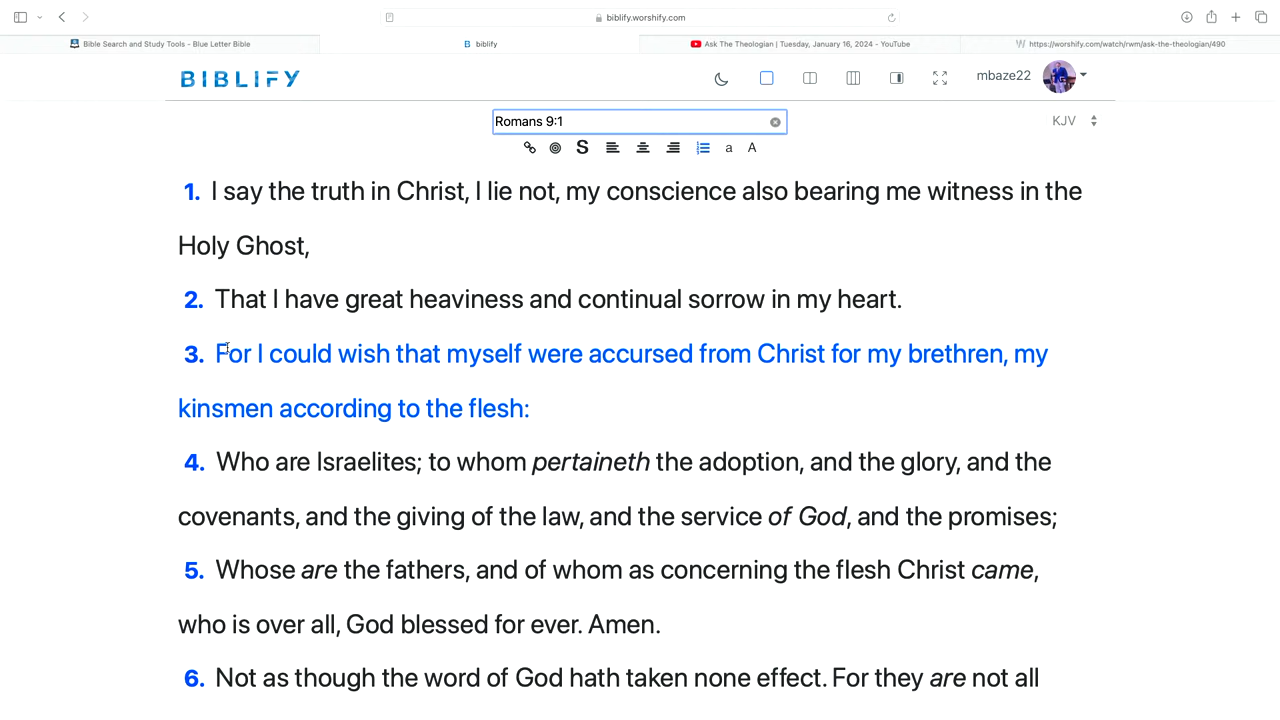 biblify.worshify.com
Bible Search and Study Tools - Blue Letter Bible
B biblify
Ask The Theologian | Tuesday, January 16, 2024 - YouTube
W https://worshify.com/watch/rwm/ask-the-theologian/490
BIBLIFY
mbaze22
Romans 9:1
KJV
S a A
1. I say the truth in Christ, I lie not, my conscience also bearing me witness in the
Holy Ghost,
2. That I have great heaviness and continual sorrow in my heart.
3. For I could wish that myself were accursed from Christ for my brethren, my
kinsmen according to the flesh:
4. Who are Israelites; to whom pertaineth the adoption, and the glory, and the
covenants, and the giving of the law, and the service of God, and the promises;
5. Whose are the fathers, and of whom as concerning the flesh Christ came,
who is over all, God blessed for ever. Amen.
6. Not as though the word of God hath taken none effect. For they are not all